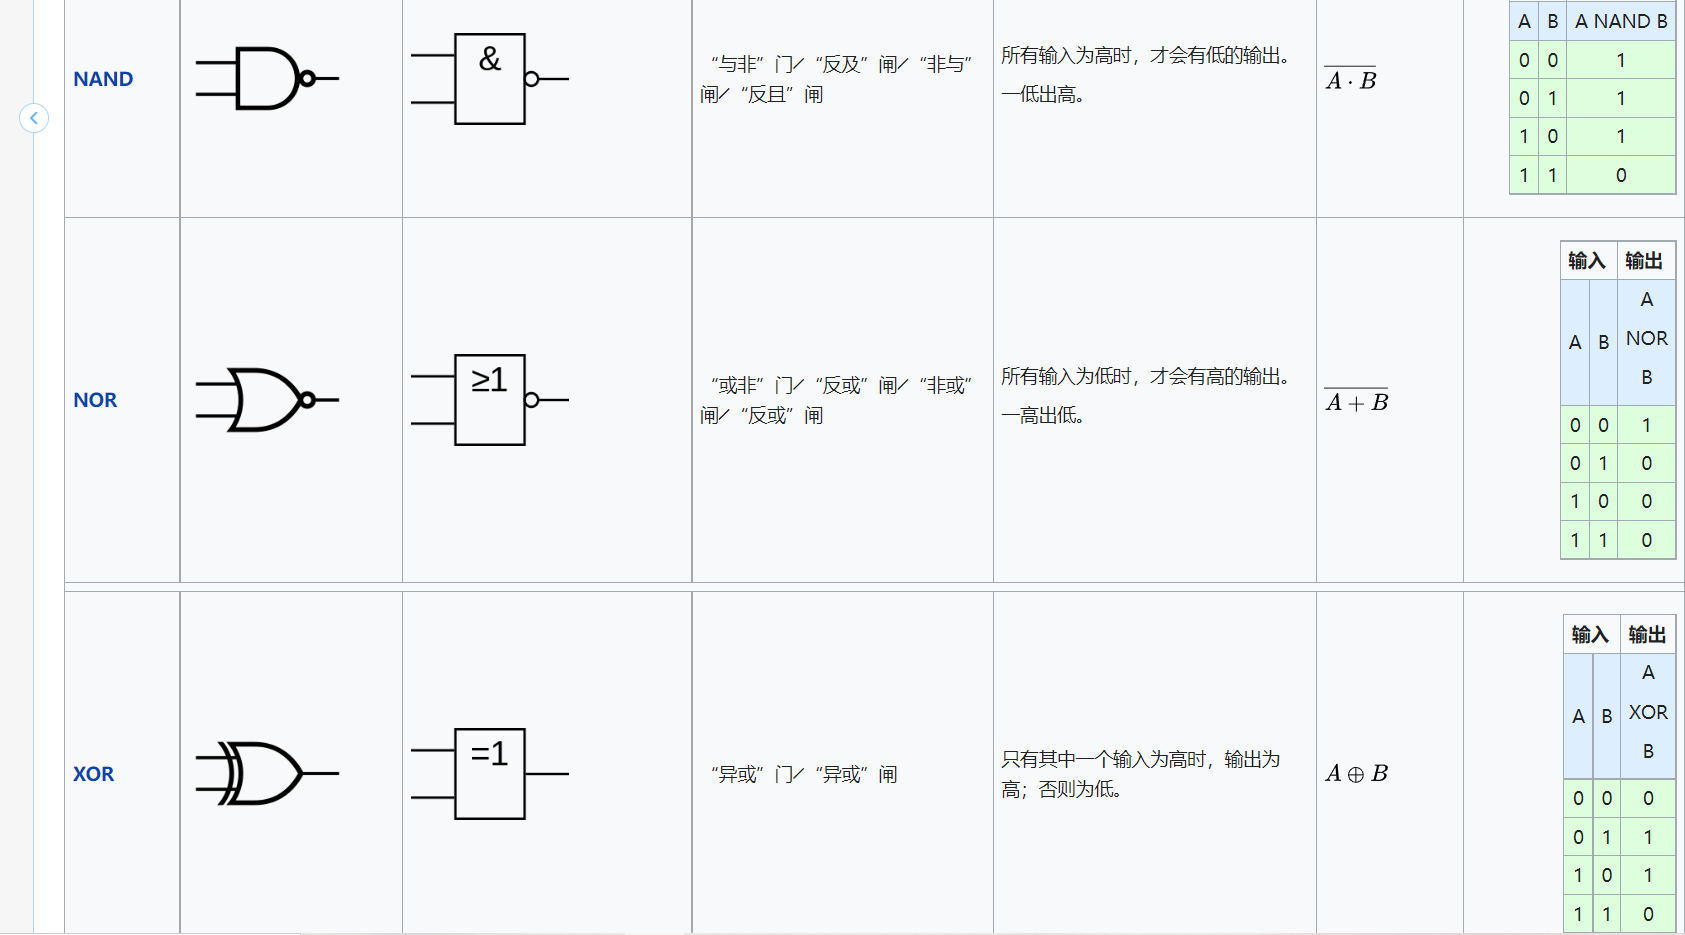 NAND
&
“与非”门／“反及”闸／“非与”
闸／“反且”闸
所有输入为高时，才会有低的输出。
一低出高。
A · B
A B A NAND B
0 0 1
0 1 1
1 0 1
1 1 0
NOR
≥1
“或非”门／“反或”闸／“非或”
闸／“反或”闸
所有输入为低时，才会有高的输出。
一高出低。
A + B
输入 输出
A B
A
NOR
B
0 0 1
0 1 0
1 0 0
1 1 0
XOR
=1
“异或”门／“异或”闸
只有其中一个输入为高时，输出为
高；否则为低。
A ⊕ B
输入 输出
A B
A
XOR
B
0 0 0
0 1 1
1 0 1
1 1 0